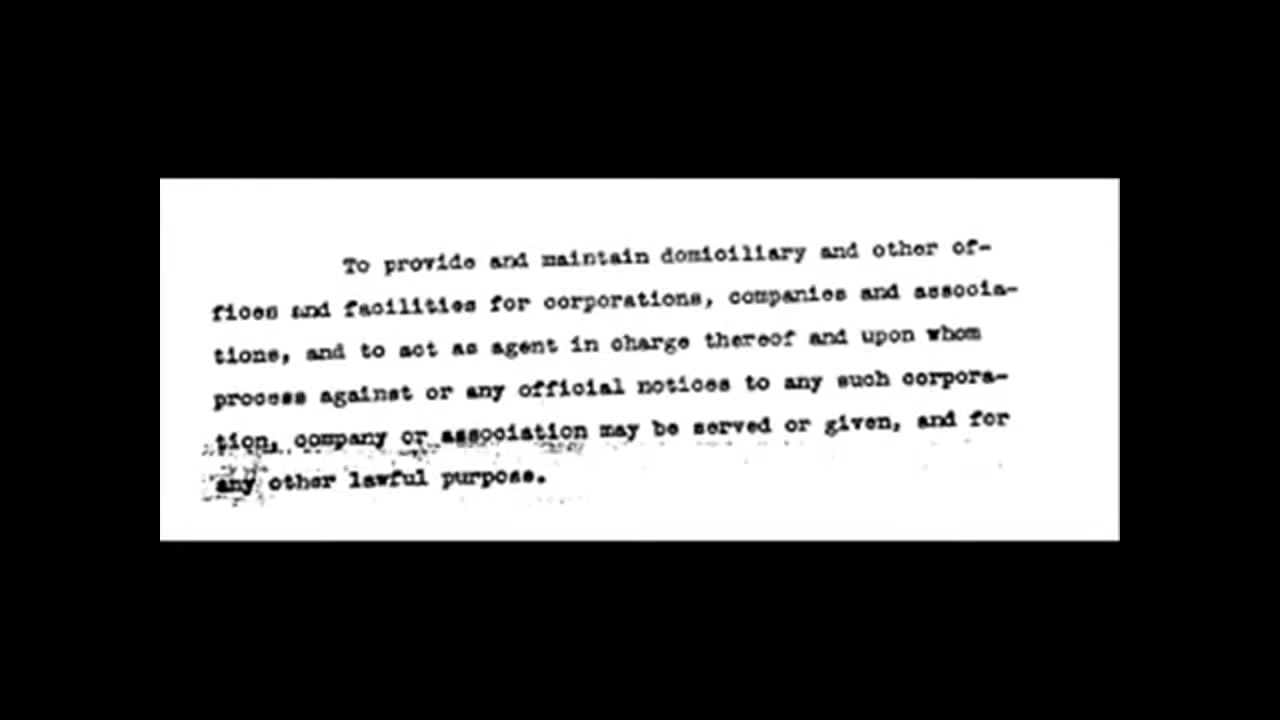 To provide and maintain domiciliary and other of-
fices and facilities for corporations, companies and associa-
tions, and to act as agent in charge thereof and upon whom
process against or any official notices to any such corpora-
tion, company or association may be served or given, and for
any other lawful purpose.